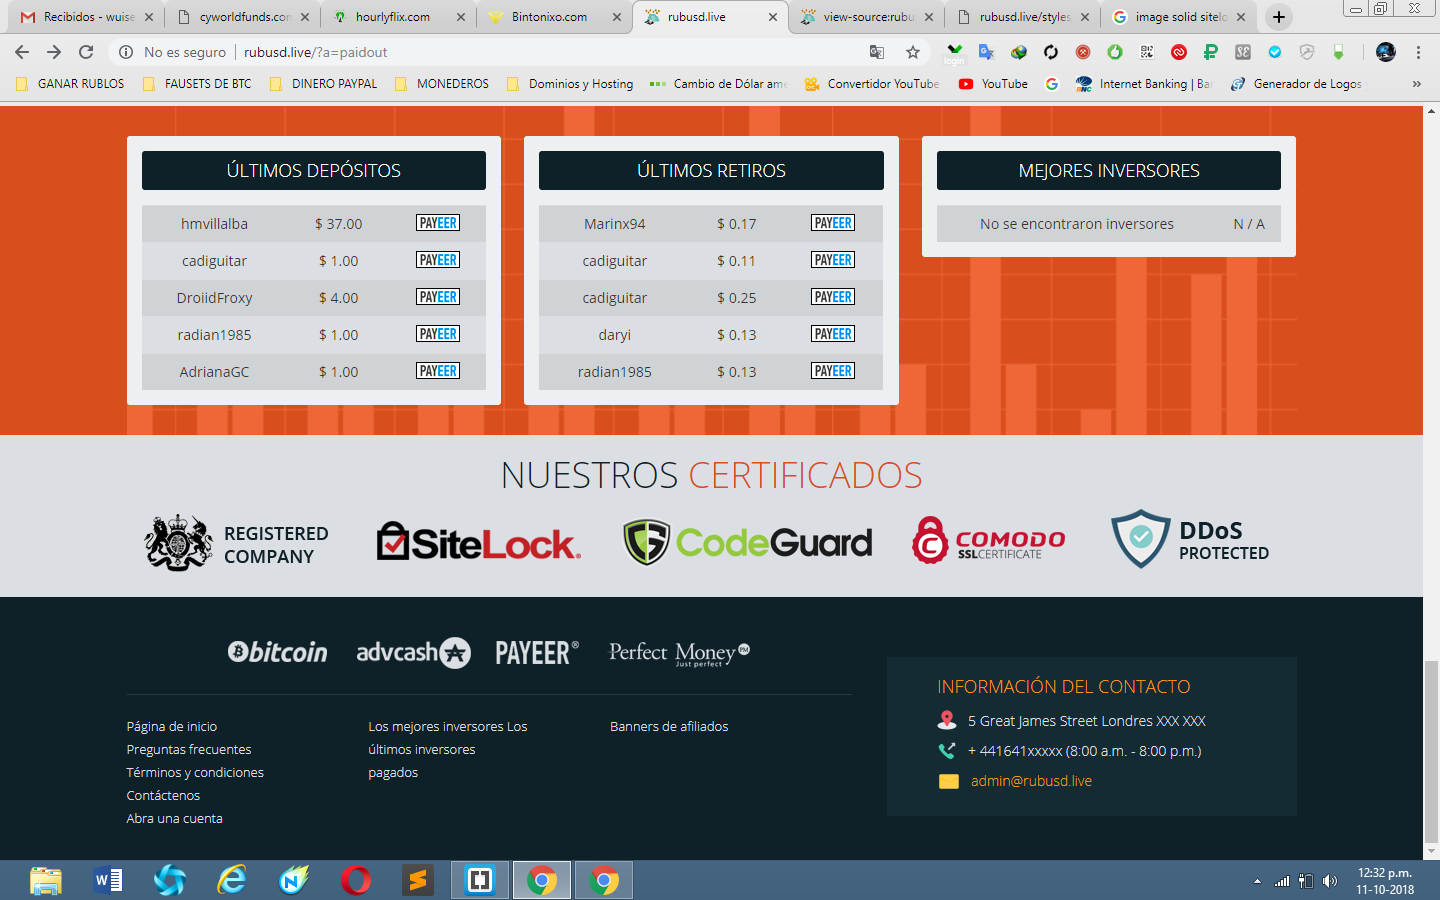 Recibidos - wuise
cyworldfunds.con
hourlyflix.com
Bintonixo.com
rubusd.live
view-source:rubu
rubusd.live/styles
image solid sitelo
No es seguro
rubusd.live/?a=paidout
login
GANAR RUBLOS
FAUSETS DE BTC
DINERO PAYPAL
MONEDEROS
Dominios y Hosting
Cambio de Dólar ame
Convertidor YouTube
YouTube
Internet Banking | Ban
Generador de Logos
»
ÚLTIMOS DEPÓSITOS
hmvillalba $ 37.00 PAYEER
cadiguitar $ 1.00 PAYEER
DroiidFroxy $ 4.00 PAYEER
radian1985 $ 1.00 PAYEER
AdrianaGC $ 1.00 PAYEER
ÚLTIMOS RETIROS
Marinx94 $ 0.17 PAYEER
cadiguitar $ 0.11 PAYEER
cadiguitar $ 0.25 PAYEER
daryi $ 0.13 PAYEER
radian1985 $ 0.13 PAYEER
MEJORES INVERSORES
No se encontraron inversores N / A
NUESTROS CERTIFICADOS
REGISTERED
COMPANY
SiteLock
CodeGuard
COMODO
SSL CERTIFICATE
DDoS
PROTECTED
bitcoin
advcash
PAYEER®
Perfect Money PM
Just perfect
Página de inicio
Preguntas frecuentes
Términos y condiciones
Contáctenos
Abra una cuenta
Los mejores inversores Los
últimos inversores
pagados
Banners de afiliados
INFORMACIÓN DEL CONTACTO
5 Great James Street Londres XXX XXX
+ 441641xxxxx (8:00 a.m. - 8:00 p.m.)
admin@rubusd.live
12:32 p.m.
11-10-2018